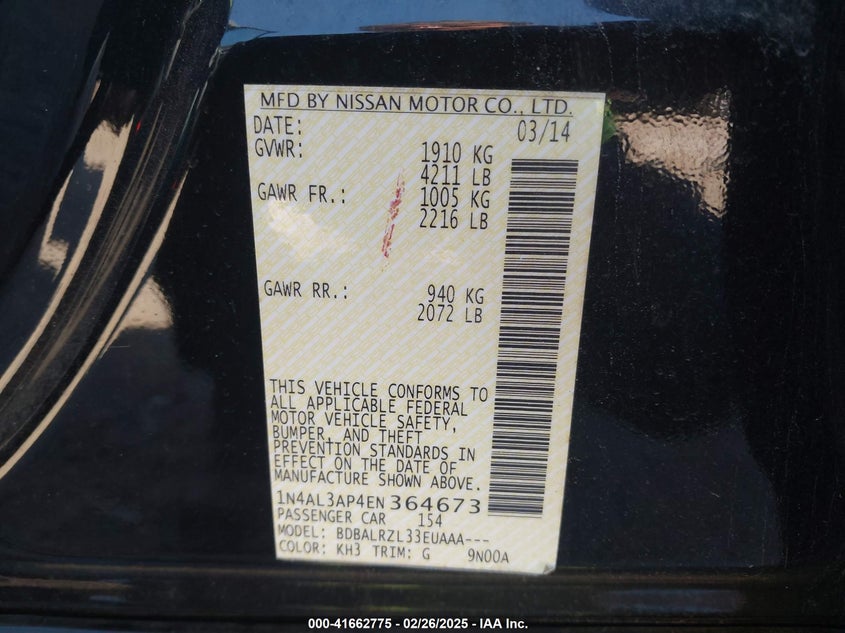 MFD BY NISSAN MOTOR CO., LTD.
DATE: 03/14
GVWR: 1910 KG
4211 LB
GAWR FR.: 1005 KG
2216 LB
GAWR RR.: 940 KG
2072 LB
THIS VEHICLE CONFORMS TO
ALL APPLICABLE FEDERAL
MOTOR VEHICLE SAFETY,
BUMPER, AND THEFT
PREVENTION STANDARDS IN
EFFECT ON THE DATE OF
MANUFACTURE SHOWN ABOVE.
1N4AL3AP4EN364673
PASSENGER CAR 154
MODEL: BDBALRZL33EUAAA---
COLOR: KH3 TRIM: G 9N00A
000-41662775 - 02/26/2025 - IAA Inc.